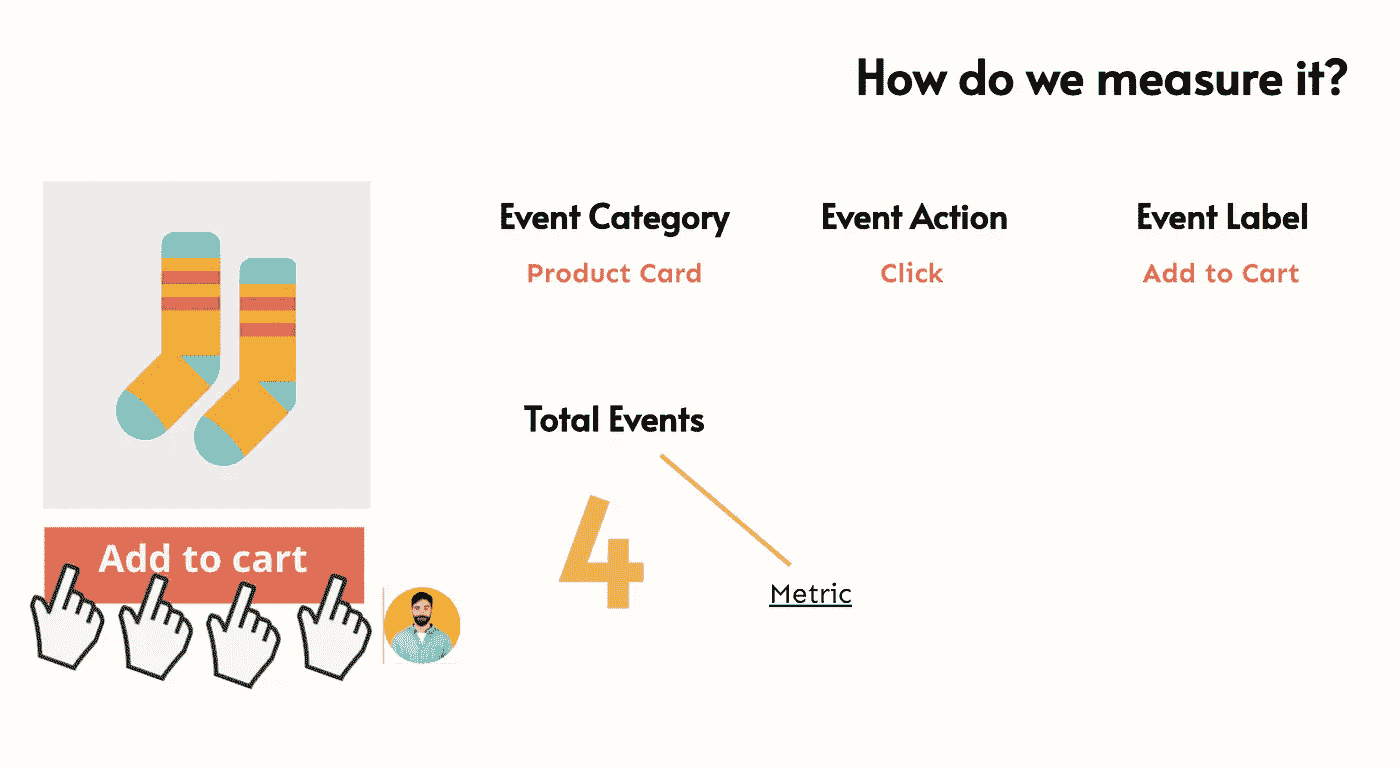 How do we measure it?
Event Category
Event Action
Event Label
Product Card
Click
Add to Cart
Total Events
4
Metric
Add to cart